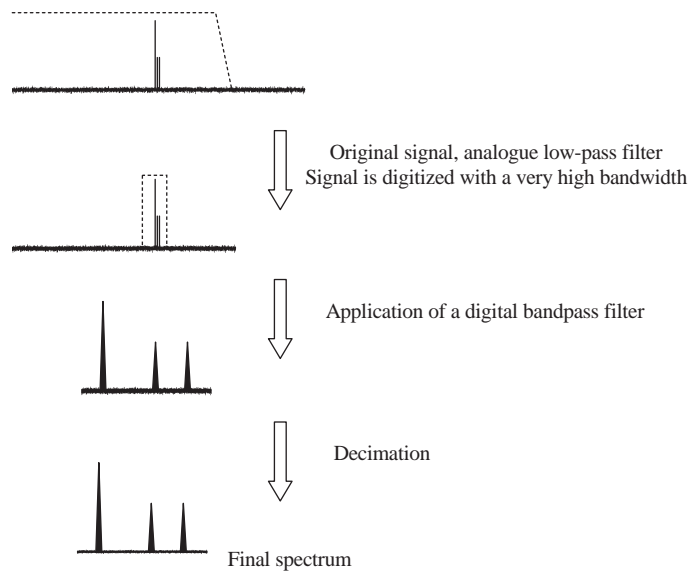 Original signal, analogue low-pass filter
Signal is digitized with a very high bandwidth
Application of a digital bandpass filter
Decimation
Final spectrum